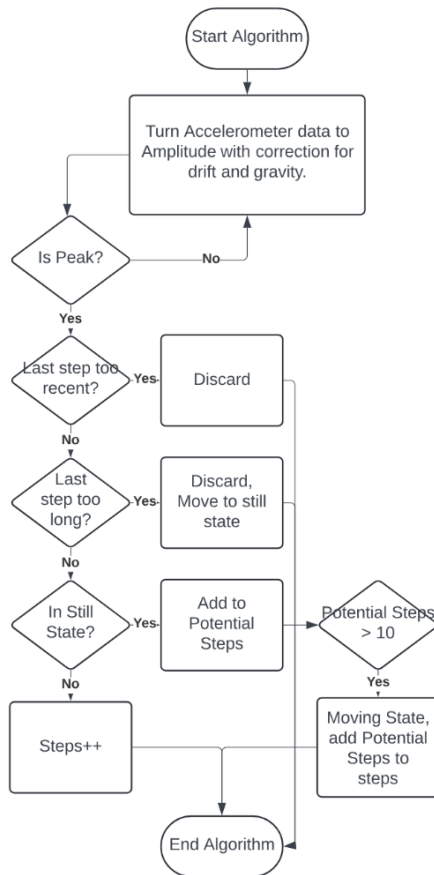 Start Algorithm
Turn Accelerometer data to
Amplitude with correction for
drift and gravity.
Is Peak?
No
Yes
Last step too
recent?
Yes
Discard
No
Last
step too
long?
Yes
Discard,
Move to still
state
No
In Still
State?
Yes
Add to
Potential
Steps
Potential Steps
> 10
No
Yes
Steps++
Moving State,
add Potential
Steps to
steps
End Algorithm